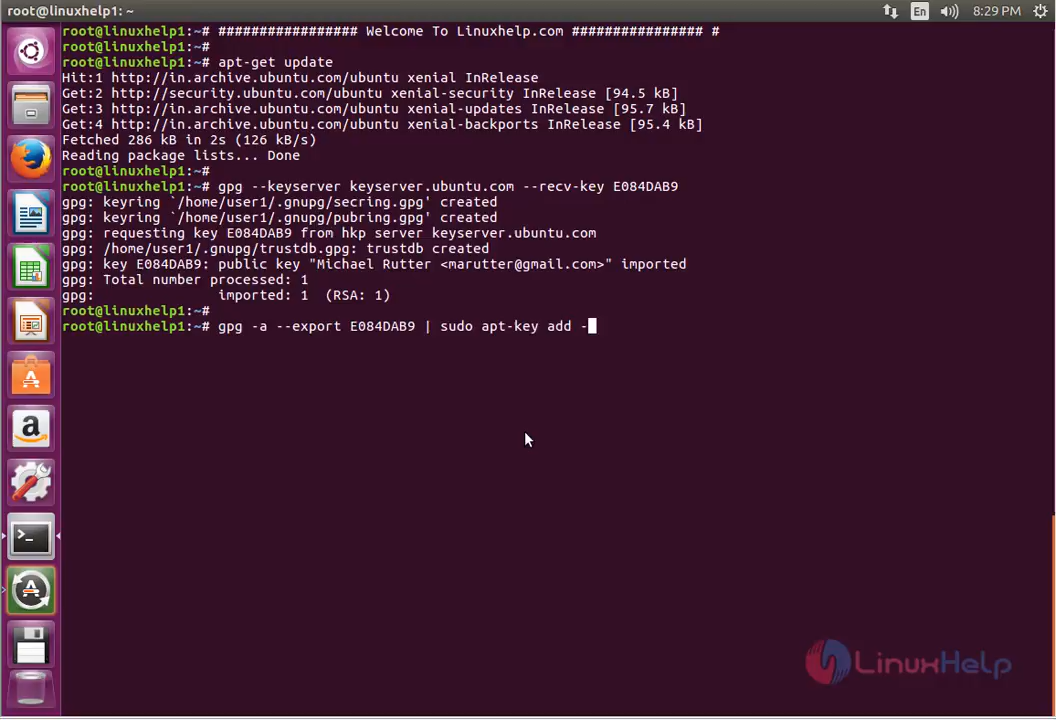 root@linuxhelp1: ~
En
8:29 PM
root@linuxhelp1:~# ################# Welcome To Linuxhelp.com ################ #
root@linuxhelp1:~#
root@linuxhelp1:~# apt-get update
Hit:1 http://in.archive.ubuntu.com/ubuntu xenial InRelease
Get:2 http://security.ubuntu.com/ubuntu xenial-security InRelease [94.5 kB]
Get:3 http://in.archive.ubuntu.com/ubuntu xenial-updates InRelease [95.7 kB]
Get:4 http://in.archive.ubuntu.com/ubuntu xenial-backports InRelease [95.4 kB]
Fetched 286 kB in 2s (126 kB/s)
Reading package lists... Done
root@linuxhelp1:~#
root@linuxhelp1:~# gpg --keyserver keyserver.ubuntu.com --recv-key E084DAB9
gpg: keyring `/home/user1/.gnupg/secring.gpg' created
gpg: keyring `/home/user1/.gnupg/pubring.gpg' created
gpg: requesting key E084DAB9 from hkp server keyserver.ubuntu.com
gpg: /home/user1/.gnupg/trustdb.gpg: trustdb created
gpg: key E084DAB9: public key "Michael Rutter <marutter@gmail.com>" imported
gpg: Total number processed: 1
gpg:               imported: 1  (RSA: 1)
root@linuxhelp1:~#
root@linuxhelp1:~# gpg -a --export E084DAB9 | sudo apt-key add -
LinuxHelp